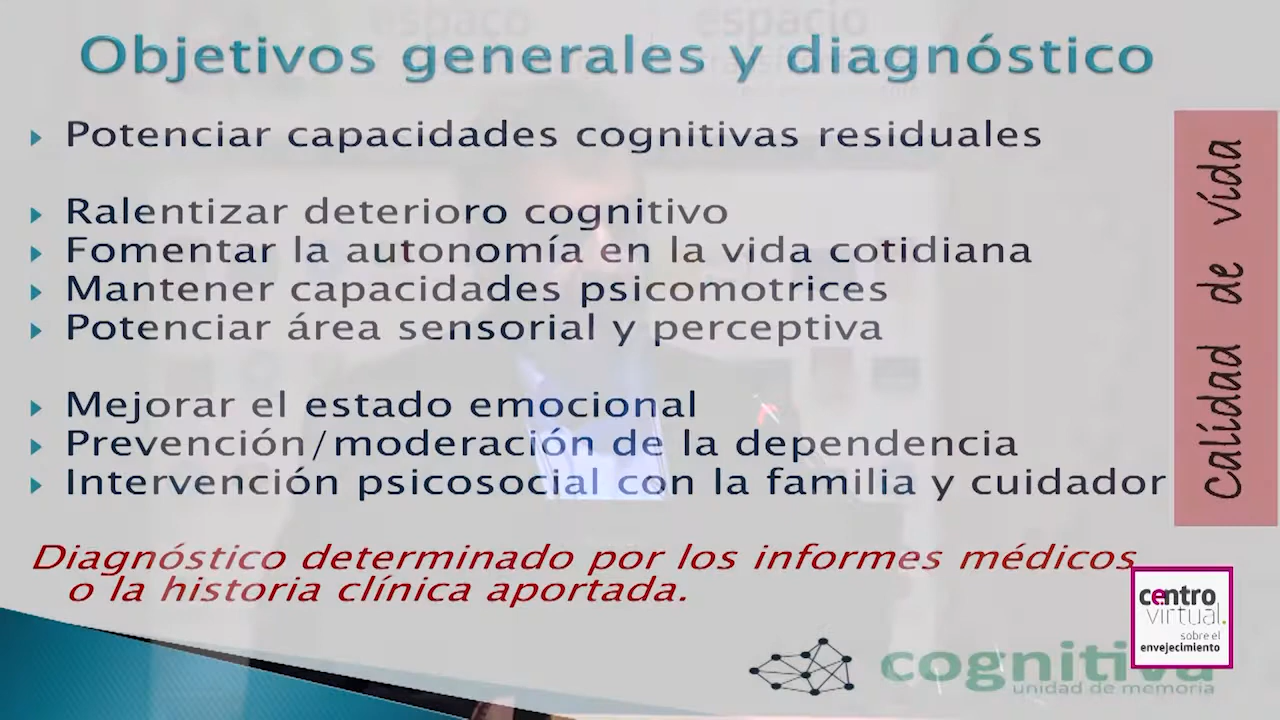 espaço
espacio
Objetivos generales y diagnóstico
Potenciar capacidades cognitivas residuales
Ralentizar deterioro cognitivo
Fomentar la autonomía en la vida cotidiana
Mantener capacidades psicomotrices
Potenciar área sensorial y perceptiva
Mejorar el estado emocional
Prevención/moderación de la dependencia
Intervención psicosocial con la familia y cuidador
Diagnóstico determinado por los informes médicos
o la historia clínica aportada.
Calidad de vida
centro
virtual.
sobre el
envejecimiento
unidad de memoria